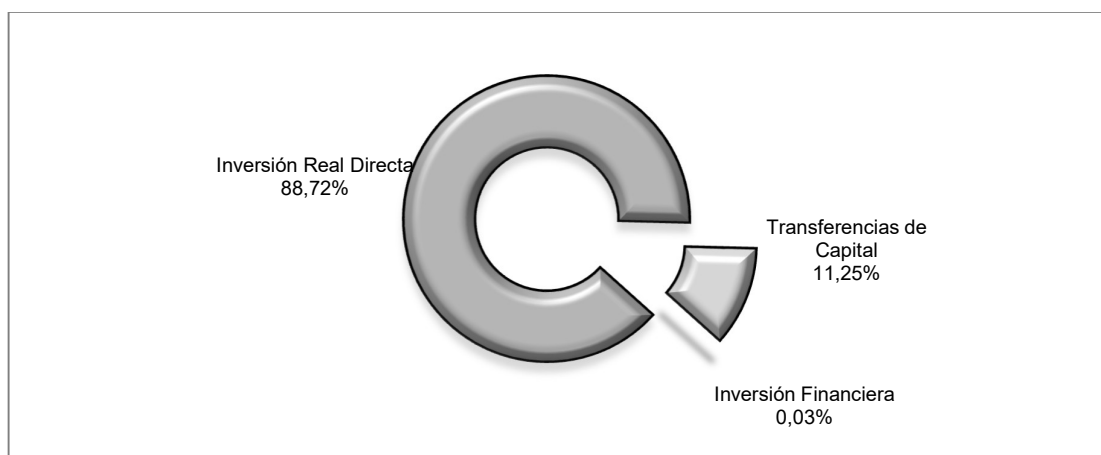 Inversión Real Directa
88,72%
Transferencias de
Capital
11,25%
Inversión Financiera
0,03%